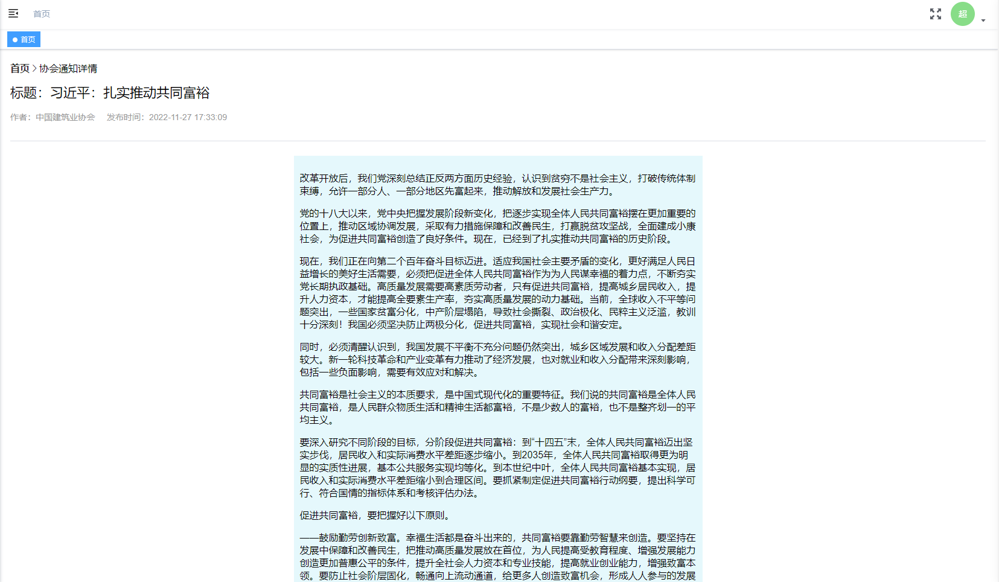 首页
超
首页
首页 > 协会通知详情
标题：习近平：扎实推动共同富裕
作者：中国建筑业协会 发布时间：2022-11-27 17:33:09
改革开放后，我们党深刻总结正反两方面历史经验，认识到贫穷不是社会主义，打破传统体制
束缚，允许一部分人、一部分地区先富起来，推动解放和发展社会生产力。
党的十八大以来，党中央把握发展阶段新变化，把逐步实现全体人民共同富裕摆在更加重要的
位置上，推动区域协调发展，采取有力措施保障和改善民生，打赢脱贫攻坚战，全面建成小康
社会，为促进共同富裕创造了良好条件。现在，已经到了扎实推动共同富裕的历史阶段。
现在，我们正在向第二个百年奋斗目标迈进。适应我国社会主要矛盾的变化，更好满足人民日
益增长的美好生活需要，必须把促进全体人民共同富裕作为为人民谋幸福的着力点，不断夯实
党长期执政基础。高质量发展需要高素质劳动者，只有促进共同富裕，提高城乡居民收入，提
升人力资本，才能提高全要素生产率，夯实高质量发展的动力基础。当前，全球收入不平等问
题突出，一些国家贫富分化，中产阶层塌陷，导致社会撕裂、政治极化、民粹主义泛滥，教训
十分深刻！我国必须坚决防止两极分化，促进共同富裕，实现社会和谐安定。
同时，必须清醒认识到，我国发展不平衡不充分问题仍然突出，城乡区域发展和收入分配差距
较大。新一轮科技革命和产业变革有力推动了经济发展，也对就业和收入分配带来深刻影响，
包括一些负面影响，需要有效应对和解决。
共同富裕是社会主义的本质要求，是中国式现代化的重要特征。我们说的共同富裕是全体人民
共同富裕，是人民群众物质生活和精神生活都富裕，不是少数人的富裕，也不是整齐划一的平
均主义。
要深入研究不同阶段的目标，分阶段促进共同富裕：到“十四五”末，全体人民共同富裕迈出坚
实步伐，居民收入和实际消费水平差距逐步缩小。到2035年，全体人民共同富裕取得更为明
显的实质性进展，基本公共服务实现均等化。到本世纪中叶，全体人民共同富裕基本实现，居
民收入和实际消费水平差距缩小到合理区间。要抓紧制定促进共同富裕行动纲要，提出科学可
行、符合国情的指标体系和考核评估办法。
促进共同富裕，要把握好以下原则。
——鼓励勤劳创新致富。幸福生活都是奋斗出来的，共同富裕要靠勤劳智慧来创造。要坚持在
发展中保障和改善民生，把推动高质量发展放在首位，为人民提高受教育程度、增强发展能力
创造更加普惠公平的条件，提升全社会人力资本和专业技能，提高就业创业能力，增强致富本
领。要防止社会阶层固化，畅通向上流动通道，给更多人创造致富机会，形成人人参与的发展